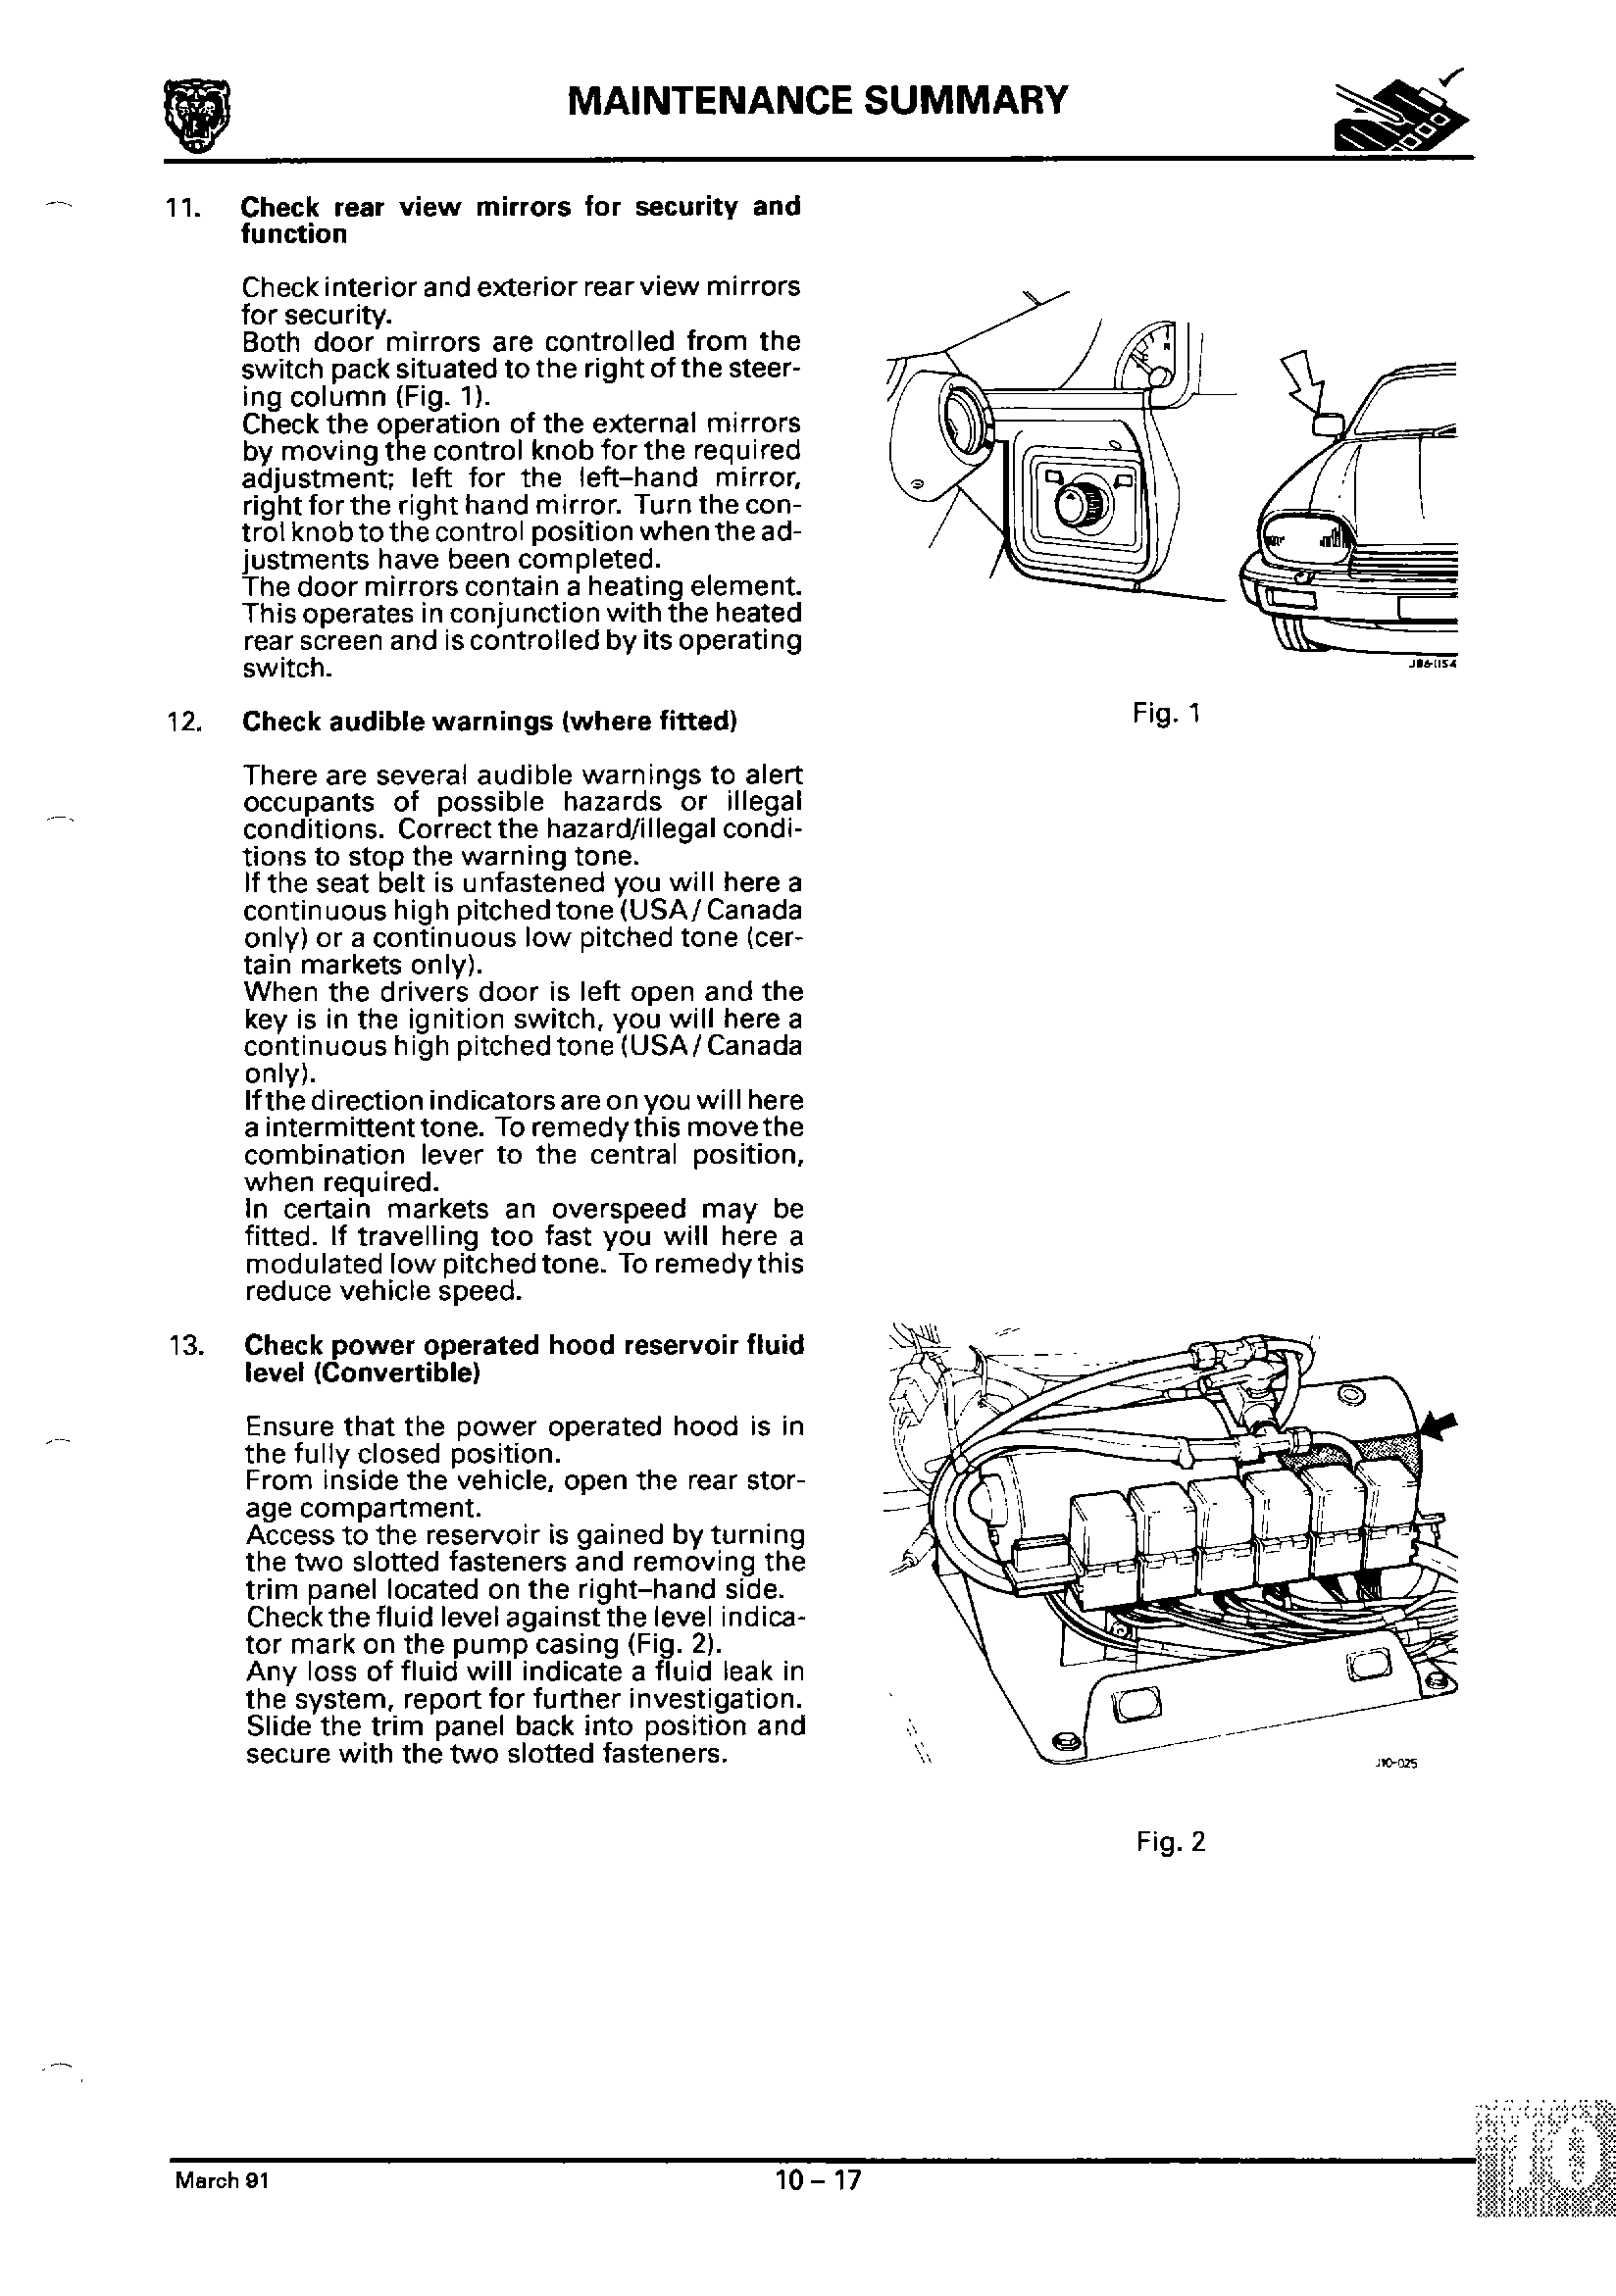 MAINTENANCE SUMMARY
11. Check rear view mirrors for security and
function
Check interior and exterior rear view mirrors
for security.
Both door mirrors are controlled from the
switch pack situated to the right of the steer-
ing column (Fig. 1).
Check the operation of the external mirrors
by moving the control knob for the required
adjustment; left for the left-hand mirror,
right for the right hand mirror. Turn the con-
trol knob to the control position when the ad-
justments have been completed.
The door mirrors contain a heating element.
This operates in conjunction with the heated
rear screen and is controlled by its operating
switch.
12. Check audible warnings (where fitted)
There are several audible warnings to alert
occupants of possible hazards or illegal
conditions. Correct the hazard/illegal condi-
tions to stop the warning tone.
If the seat belt is unfastened you will here a
continuous high pitched tone (USA / Canada
only) or a continuous low pitched tone (cer-
tain markets only).
When the drivers door is left open and the
key is in the ignition switch, you will here a
continuous high pitched tone (USA / Canada
only).
If the direction indicators are on you will here
a intermittent tone. To remedy this move the
combination lever to the central position,
when required.
In certain markets an overspeed may be
fitted. If travelling too fast you will here a
modulated low pitched tone. To remedy this
reduce vehicle speed.
13. Check power operated hood reservoir fluid
level (Convertible)
Ensure that the power operated hood is in
the fully closed position.
From inside the vehicle, open the rear stor-
age compartment.
Access to the reservoir is gained by turning
the two slotted fasteners and removing the
trim panel located on the right-hand side.
Check the fluid level against the level indica-
tor mark on the pump casing (Fig. 2).
Any loss of fluid will indicate a fluid leak in
the system, report for further investigation.
Slide the trim panel back into position and
secure with the two slotted fasteners.
J86-1154
Fig. 1
J10-025
Fig. 2
March 91
10 – 17
10